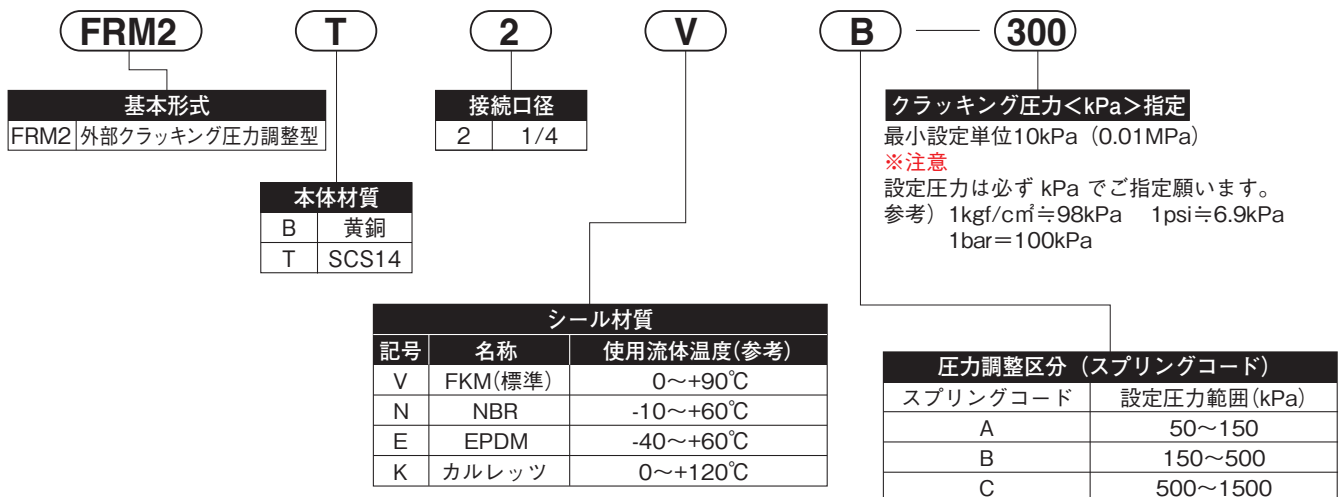 FRM2 T 2 V B 300
基本形式
FRM2 外部クラッキング圧力調整型
本体材質
B 黄銅
T SCS14
接続口径
2 1/4
クラッキング圧力<kPa>指定
最小設定単位10kPa（0.01MPa）
※注意
設定圧力は必ず kPa でご指定願います。
参考）1kgf/c㎡≒98kPa 1psi≒6.9kPa
1bar＝100kPa
シール材質
記号 名称 使用流体温度(参考)
V FKM(標準) 0〜+90℃
N NBR -10〜+60℃
E EPDM -40〜+60℃
K カルレッツ 0〜+120℃
圧力調整区分（スプリングコード）
スプリングコード 設定圧力範囲(kPa)
A 50〜150
B 150〜500
C 500〜1500